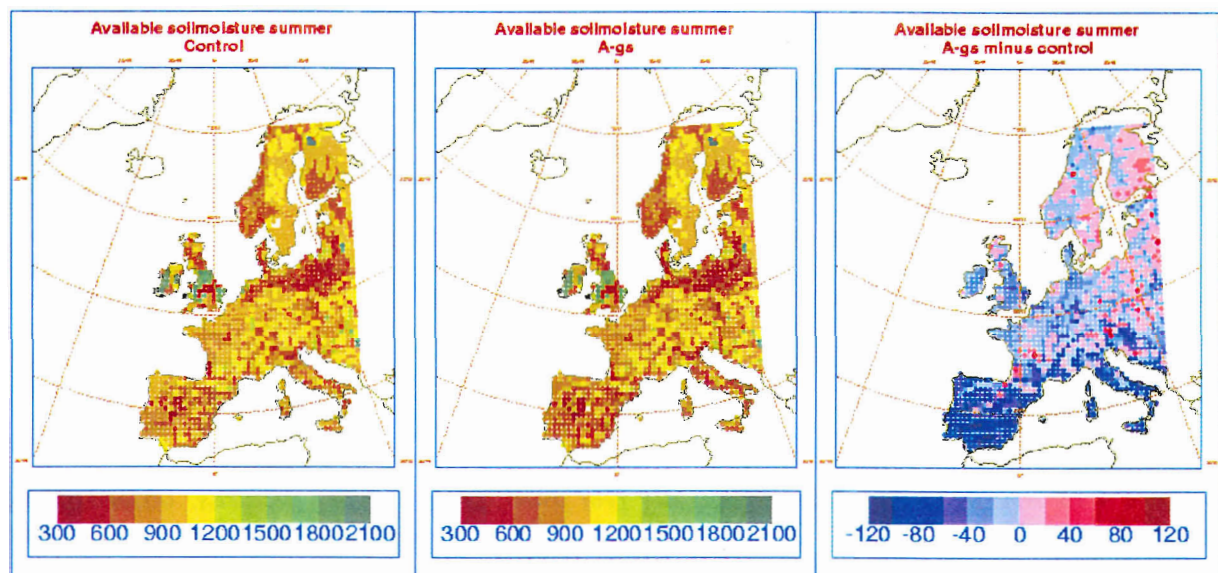 Available soilmoisture summer
Control
300 600 900 1200 1500 1800 2100
Available soilmoisture summer
A-gs
300 600 900 1200 1500 1800 2100
Available soilmoisture summer
A-gs minus control
-120 -80 -40 0 40 80 120